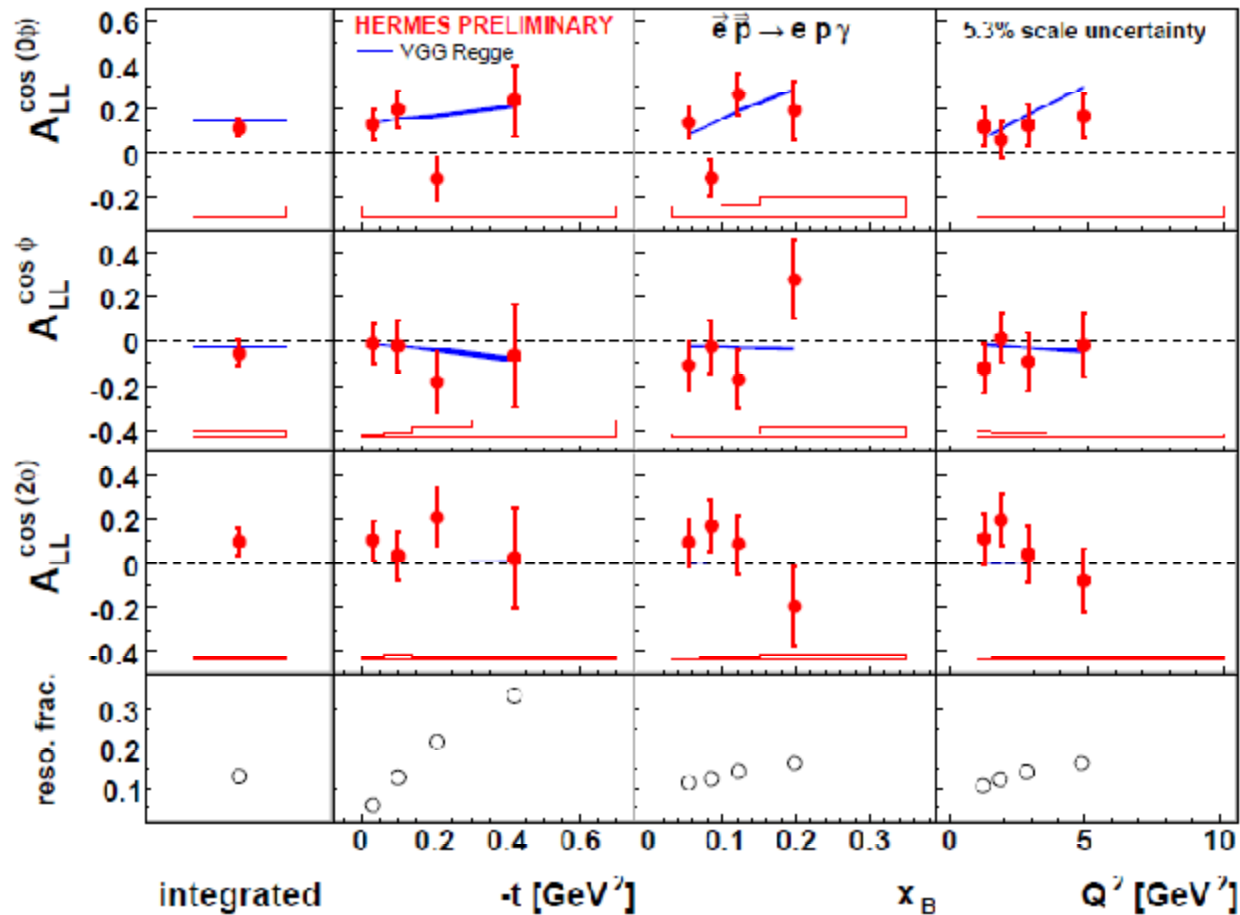 HERMES PRELIMINARY
VGG Regge
e p → e p γ
5.3% scale uncertainty
A LL cos (0ϕ)
0.6
0.4
0.2
0
-0.2
A LL cos ϕ
0.4
0.2
0
-0.2
-0.4
A LL cos (2ϕ)
0.4
0.2
0
-0.2
-0.4
reso. frac.
0.3
0.2
0.1
0 0.2 0.4 0.6 0 0.1 0.2 0.3 0 5 10
integrated -t [GeV²] x_B Q² [GeV²]